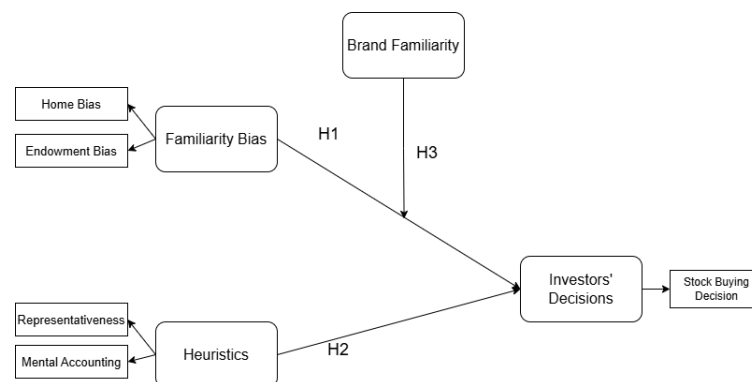 Brand Familiarity
Home Bias
Familiarity Bias
H1
Endowment Bias
H3
Investors'
Decisions
Stock Buying
Decision
Representativeness
Heuristics
H2
Mental Accounting